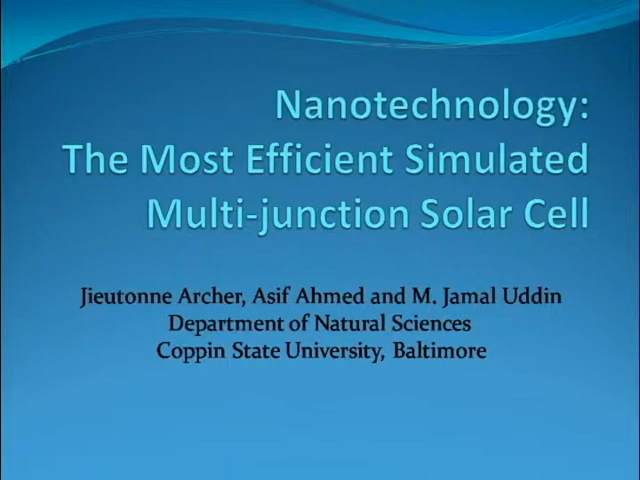 Nanotechnology:
The Most Efficient Simulated
Multi-junction Solar Cell
Jieutonne Archer, Asif Ahmed and M. Jamal Uddin
Department of Natural Sciences
Coppin State University, Baltimore